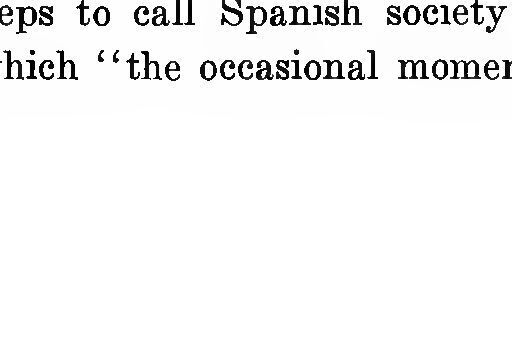 eps to call Spanish society
hich “the occasional momen